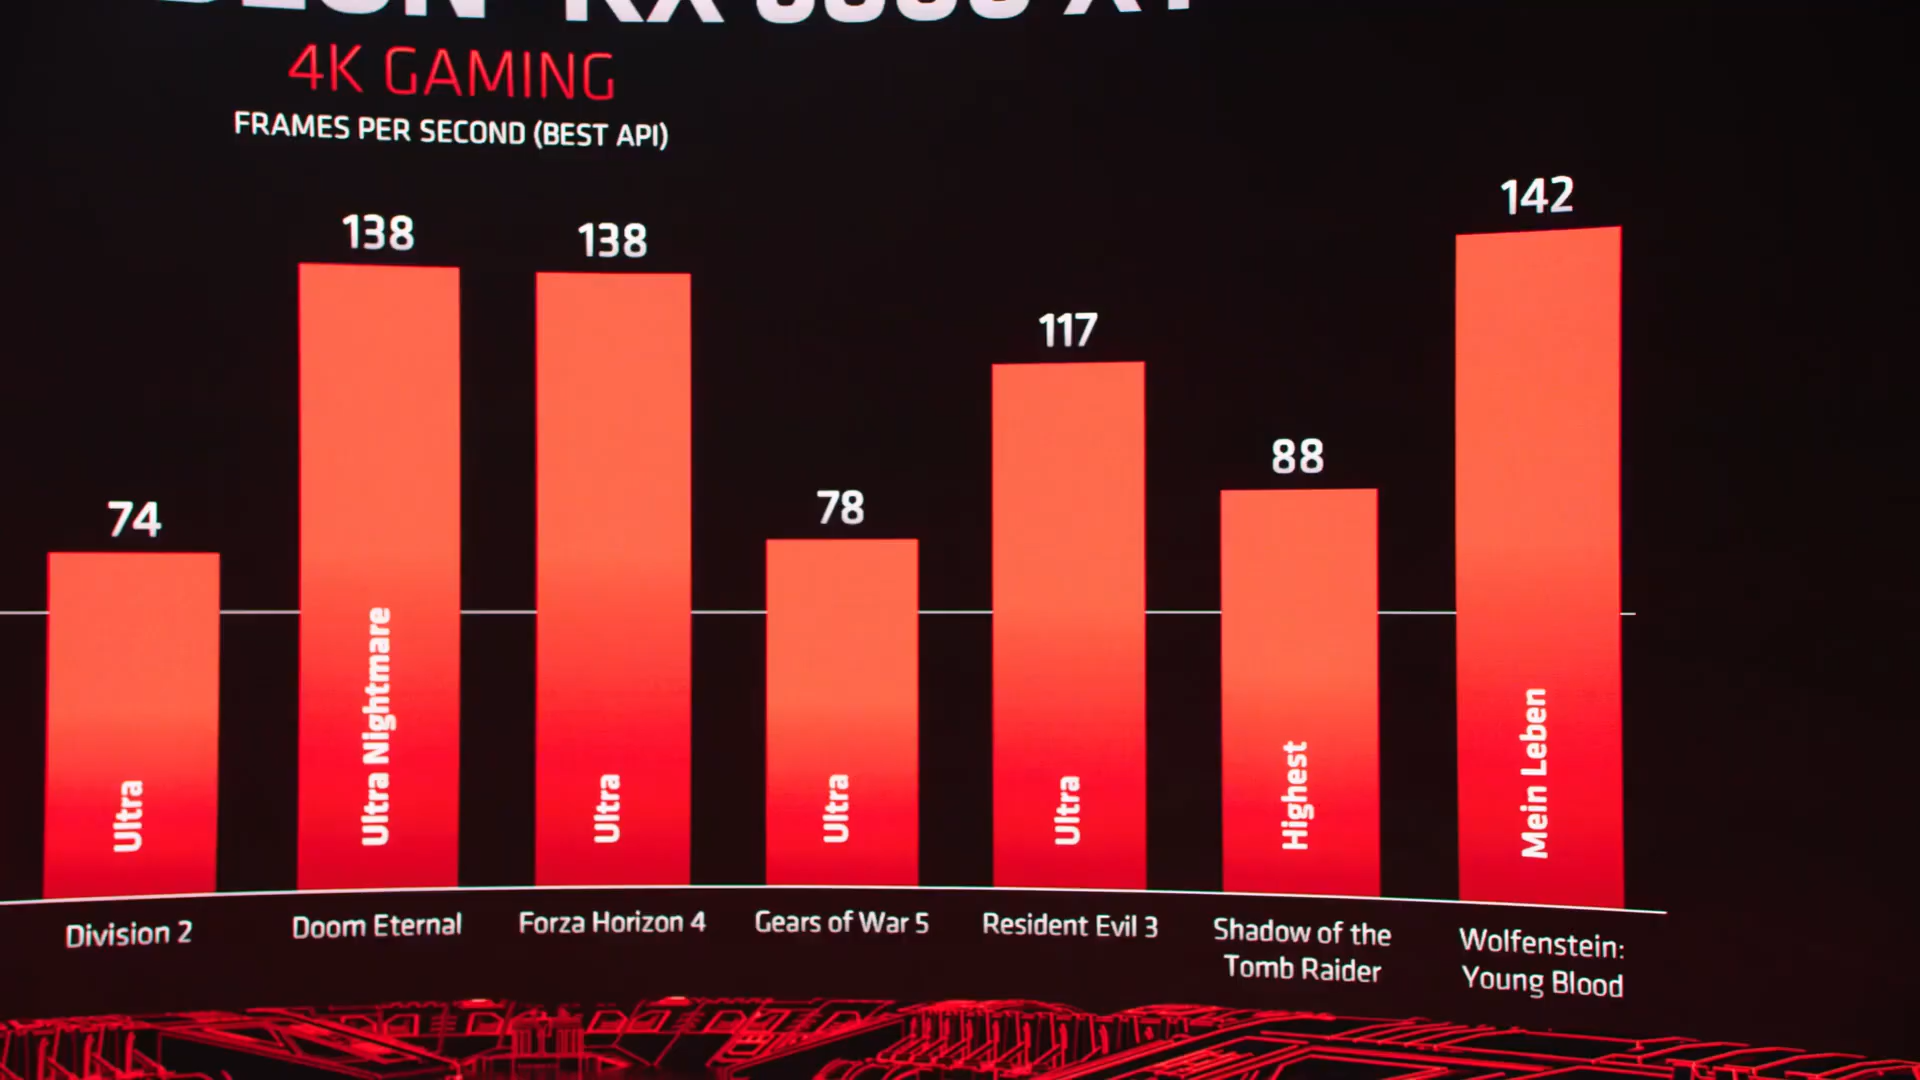 4K GAMING
FRAMES PER SECOND (BEST API)
74
138
138
78
117
88
142
Ultra
Ultra Nightmare
Ultra
Ultra
Ultra
Highest
Mein Leben
Division 2
Doom Eternal
Forza Horizon 4
Gears of War 5
Resident Evil 3
Shadow of the
Tomb Raider
Wolfenstein:
Young Blood